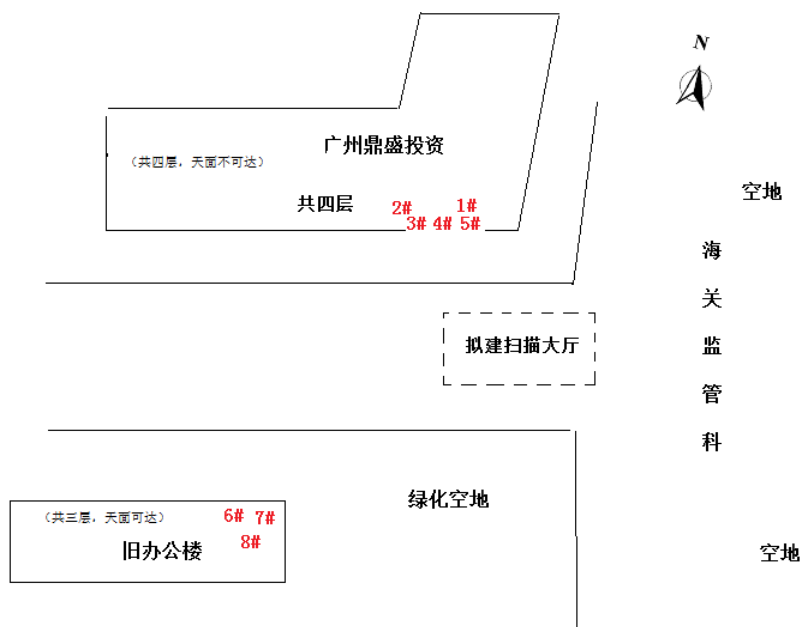 N
广州鼎盛投资
（共四层，天面不可达）
空地
共四层
2#
1#
3#
4#
5#
海
关
监
管
科
拟建扫描大厅
绿化空地
（共三层，天面可达）
6#
7#
8#
旧办公楼
空地